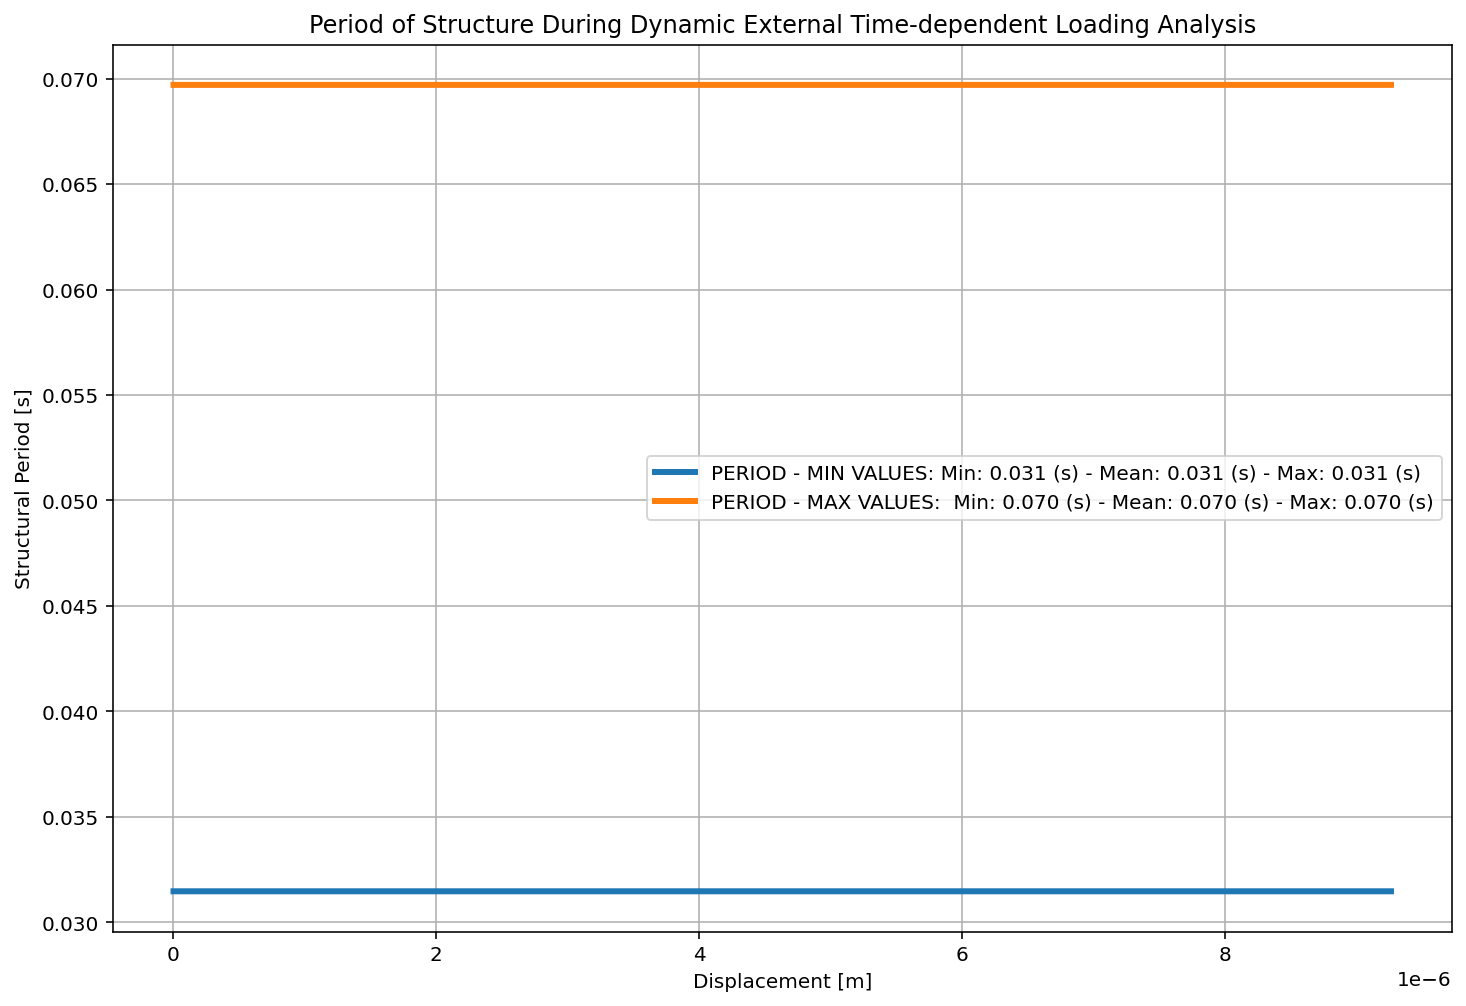 Period of Structure During Dynamic External Time-dependent Loading Analysis
Structural Period [s]
0.070
0.065
0.060
0.055
0.050
0.045
0.040
0.035
0.030
PERIOD - MIN VALUES: Min: 0.031 (s) - Mean: 0.031 (s) - Max: 0.031 (s)
PERIOD - MAX VALUES:  Min: 0.070 (s) - Mean: 0.070 (s) - Max: 0.070 (s)
0 2 4 6 8
1e−6
Displacement [m]